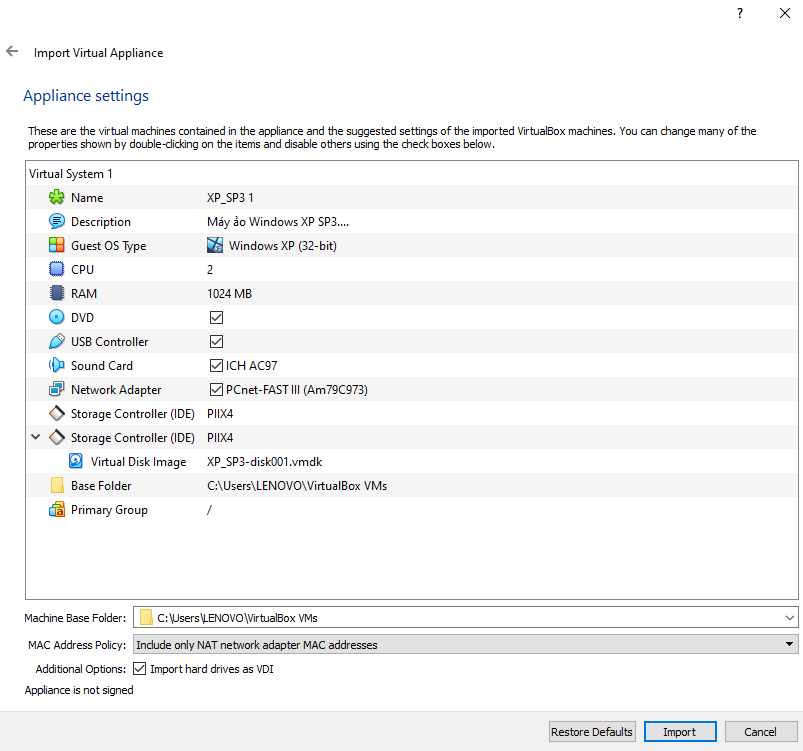 ?
Import Virtual Appliance
Appliance settings
These are the virtual machines contained in the appliance and the suggested settings of the imported VirtualBox machines. You can change many of the
properties shown by double-clicking on the items and disable others using the check boxes below.
Virtual System 1
Name XP_SP3 1
Description Máy ảo Windows XP SP3....
Guest OS Type Windows XP (32-bit)
CPU 2
RAM 1024 MB
DVD
USB Controller
Sound Card ICH AC97
Network Adapter PCnet-FAST III (Am79C973)
Storage Controller (IDE) PIIX4
Storage Controller (IDE) PIIX4
Virtual Disk Image XP_SP3-disk001.vmdk
Base Folder C:\Users\LENOVO\VirtualBox VMs
Primary Group /
Machine Base Folder: C:\Users\LENOVO\VirtualBox VMs
MAC Address Policy: Include only NAT network adapter MAC addresses
Additional Options: Import hard drives as VDI
Appliance is not signed
Restore Defaults Import Cancel